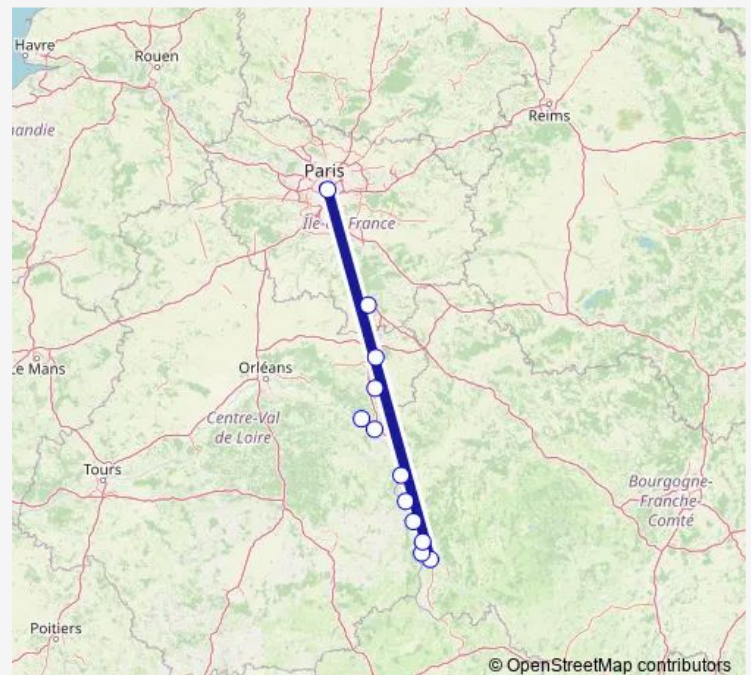 Havre
Rouen
Reims
andie
Paris
Île-de-France
Le Mans
Orléans
Centre-Val
de Loire
Tours
Bourgogne-
Franche-
Comté
Poitiers
© OpenStreetMap contributors